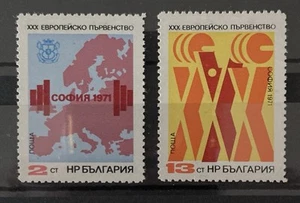 XXX ЕВРОПЕЙСКО ПЪРВЕНСТВО
СОФИЯ 1971
ПОЩА
2 СТ НР БЪЛГАРИЯ
XXX ЕВРОПЕЙСКО ПЪРВЕНСТВО
СОФИЯ 1971
ПОЩА
13 СТ НР БЪЛГАРИЯ